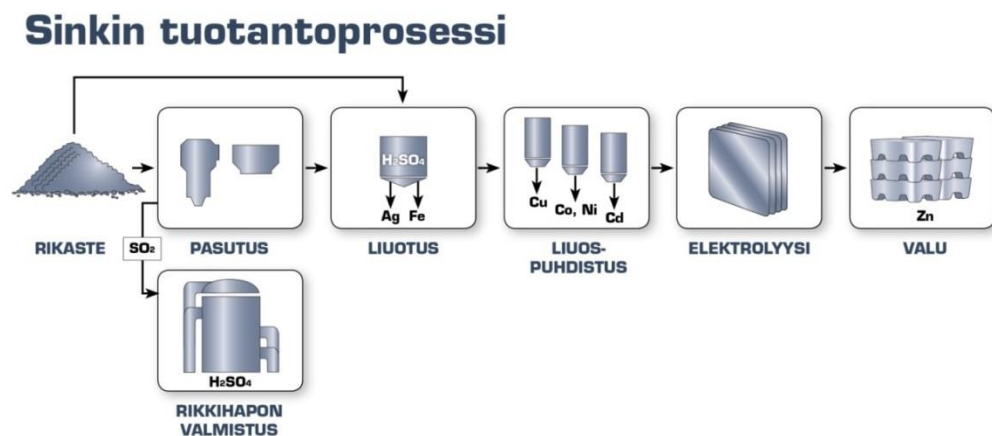 Sinkin tuotantoprosessi
RIKASTE
SO₂
PASUTUS
H₂SO₄
Ag Fe
LIUOTUS
Cu
Co, Ni
Cd
LIUOS-
PUHDISTUS
ELEKTROLYYSI
Zn
VALU
H₂SO₄
RIKKIHAPON
VALMISTUS